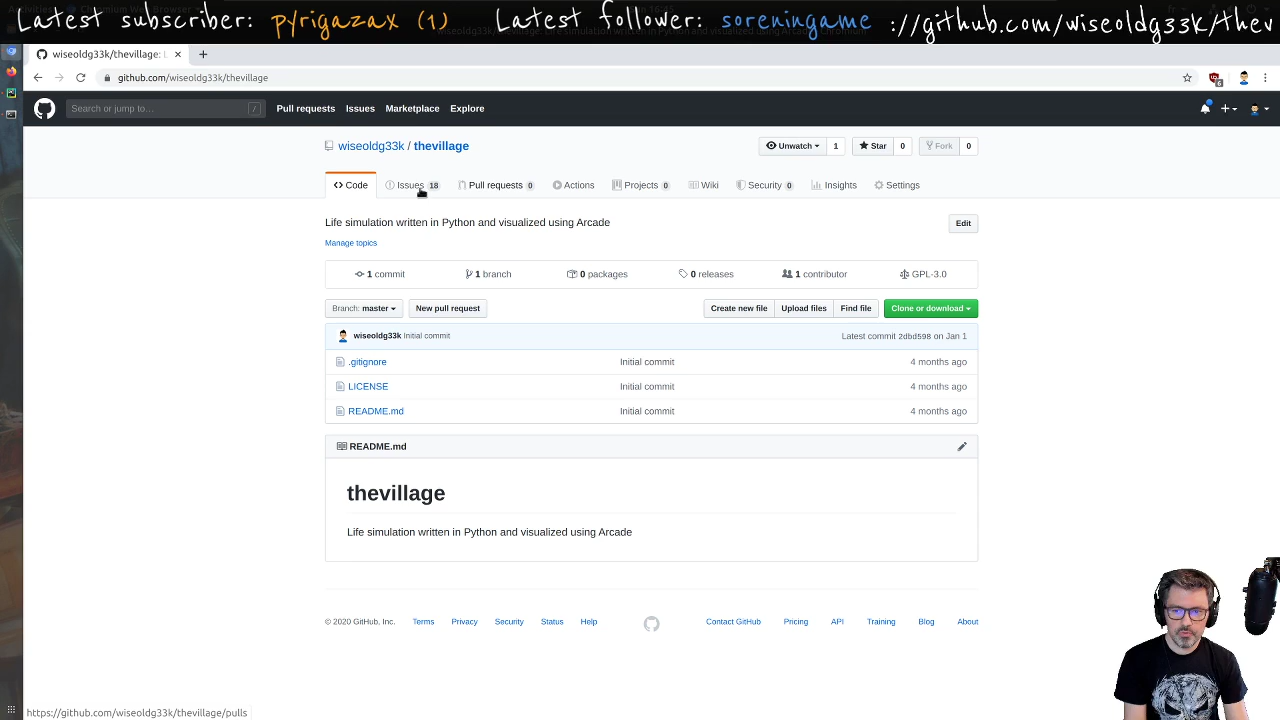 Latest subscriber: pyrigazax (1) Latest follower: soreningame ://github.com/wiseoldg33k/thev
wiseoldg33k/thevillage: L
github.com/wiseoldg33k/thevillage
6
Search or jump to… /
Pull requests Issues Marketplace Explore
wiseoldg33k / thevillage
Unwatch 1 Star 0 Fork 0
Code Issues 18 Pull requests 0 Actions Projects 0 Wiki Security 0 Insights Settings
Life simulation written in Python and visualized using Arcade
Edit
Manage topics
1 commit 1 branch 0 packages 0 releases 1 contributor GPL-3.0
Branch: master New pull request Create new file Upload files Find file Clone or download
wiseoldg33k Initial commit Latest commit 2dbd598 on Jan 1
.gitignore Initial commit 4 months ago
LICENSE Initial commit 4 months ago
README.md Initial commit 4 months ago
README.md
thevillage
Life simulation written in Python and visualized using Arcade
© 2020 GitHub, Inc. Terms Privacy Security Status Help Contact GitHub Pricing API Training Blog About
https://github.com/wiseoldg33k/thevillage/pulls